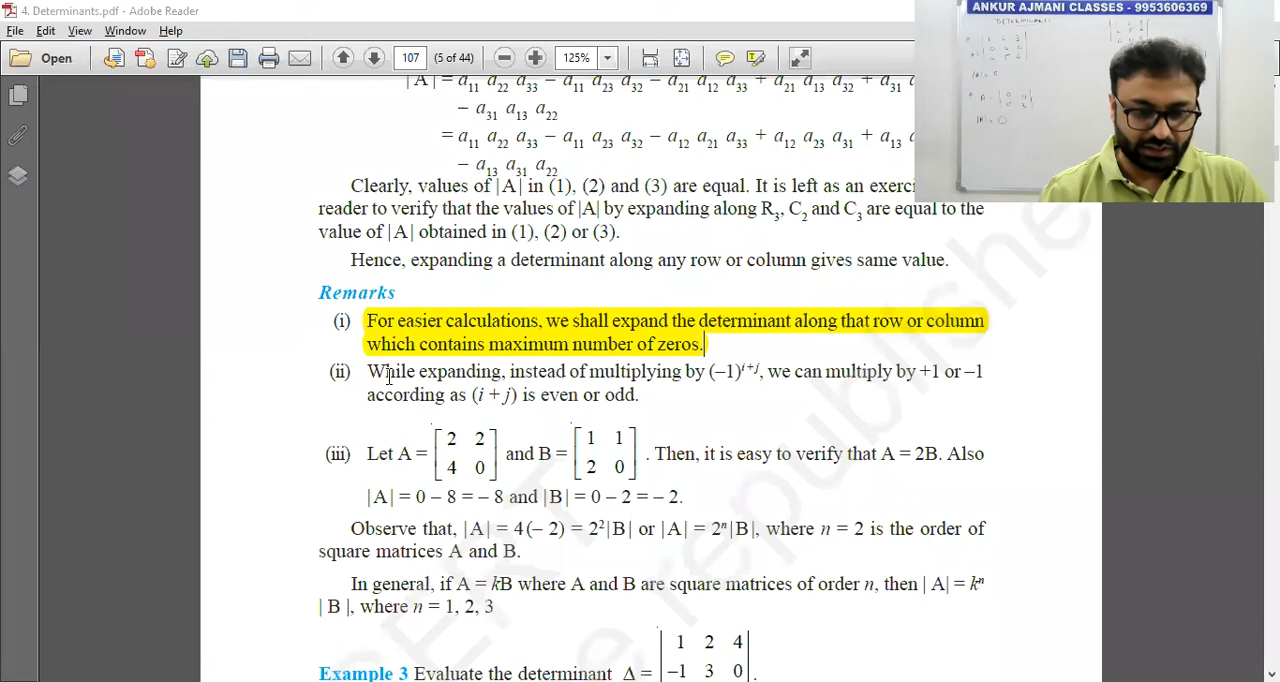 4. Determinants.pdf - Adobe Reader
File Edit View Window Help
Open 107 (5 of 44) 125%
ANKUR AJMANI CLASSES - 9953606369
DETERMINANTS
|A| = a11 a22 a33 − a11 a23 a32 − a21 a12 a33 + a21 a13 a32 + a31
− a31 a13 a22
= a11 a22 a33 − a11 a23 a32 − a12 a21 a33 + a12 a23 a31 + a13
− a13 a31 a22
Clearly, values of |A| in (1), (2) and (3) are equal. It is left as an exerci
reader to verify that the values of |A| by expanding along R3, C2 and C3 are equal to the
value of |A| obtained in (1), (2) or (3).
Hence, expanding a determinant along any row or column gives same value.
Remarks
(i) For easier calculations, we shall expand the determinant along that row or column
which contains maximum number of zeros.
(ii) While expanding, instead of multiplying by (–1)^i+j, we can multiply by +1 or –1
according as (i + j) is even or odd.
(iii) Let A = [2 2 4 0] and B = [1 1 2 0]. Then, it is easy to verify that A = 2B. Also
|A| = 0 – 8 = – 8 and |B| = 0 – 2 = – 2.
Observe that, |A| = 4(– 2) = 2²|B| or |A| = 2ⁿ|B|, where n = 2 is the order of
square matrices A and B.
In general, if A = kB where A and B are square matrices of order n, then | A| = kⁿ
| B |, where n = 1, 2, 3
Example 3 Evaluate the determinant Δ = | 1 2 4
–1 3 0 | .